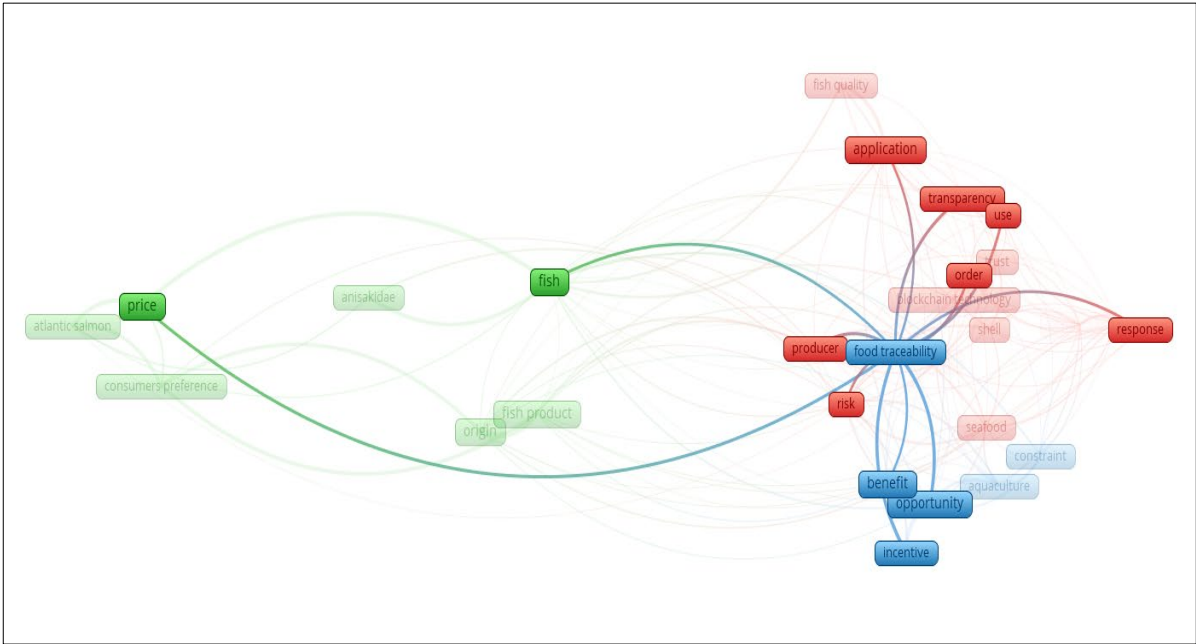 fish quality
application
transparency
use
trust
order
fish
anisakidae
blockchain technology
price
atlantic salmon
shell
response
producer
food traceability
consumers preference
risk
fish product
origin
seafood
constraint
benefit
aquaculture
opportunity
incentive